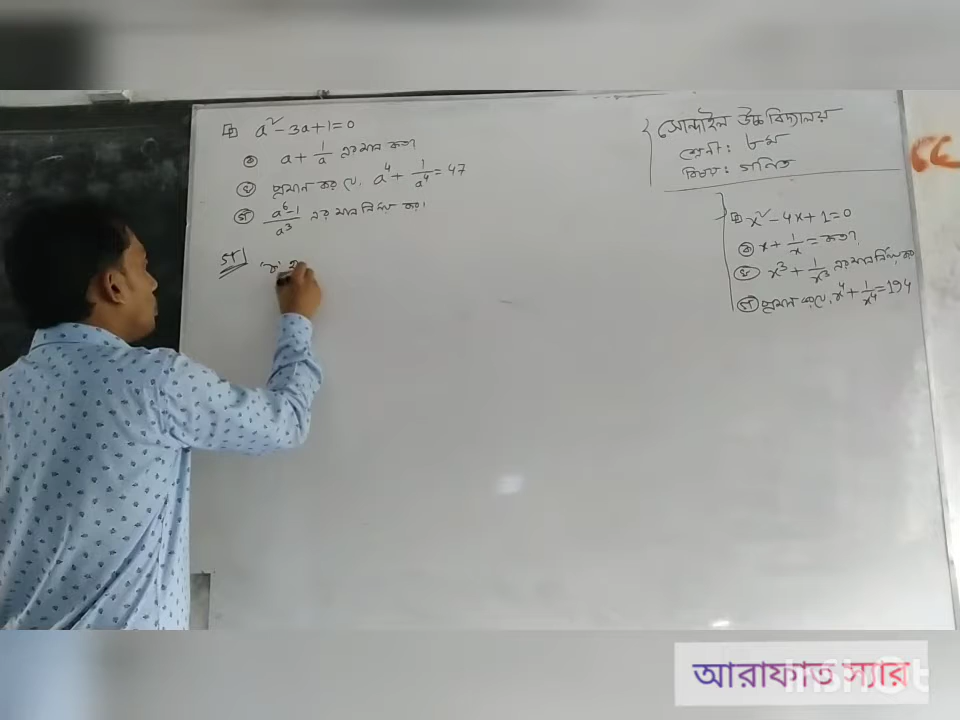 a² - 3a + 1 = 0
ক a + 1/a এর মান কত?
খ প্রমাণ কর যে, a⁴ + 1/a⁴ = 47
গ a⁶-1/a³ এর মান নির্ণয় কর।
'ক' হ
সোন্দাইল উচ্চ বিদ্যালয়
শ্রেণী: ৮ম
বিষয়: গণিত
x² - 4x + 1 = 0
ক x + 1/x = কত?
খ x³ + 1/x³ এর মান নির্ণয় কর
গ প্রমাণ কর যে, x⁴ + 1/x⁴ = 194
আরাফাত স্যার
InShOt